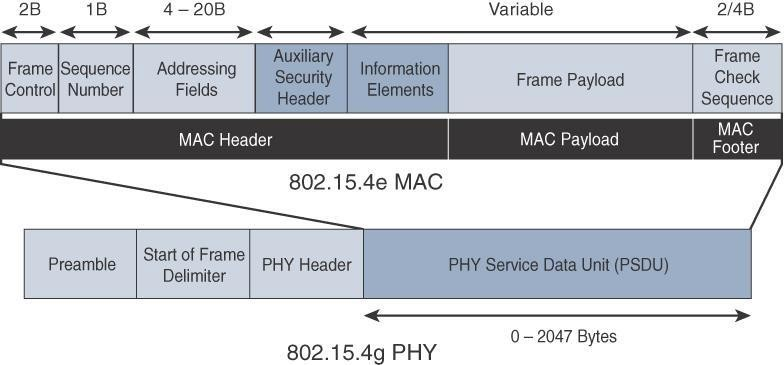 2B 1B 4 – 20B Variable 2/4B
Frame
Control
Sequence
Number
Addressing
Fields
Auxiliary
Security
Header
Information
Elements
Frame Payload
Frame
Check
Sequence
MAC Header
MAC Payload
MAC
Footer
802.15.4e MAC
Preamble
Start of Frame
Delimiter
PHY Header
PHY Service Data Unit (PSDU)
0 – 2047 Bytes
802.15.4g PHY